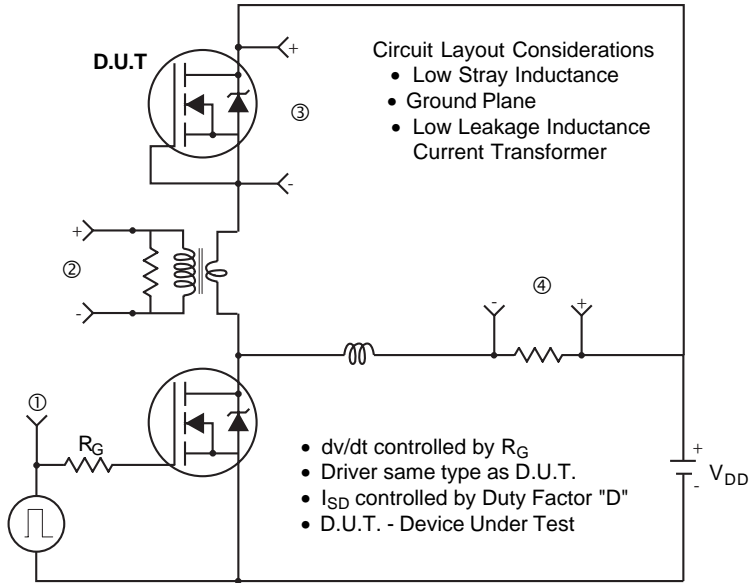 D.U.T
+
③
-
Circuit Layout Considerations
• Low Stray Inductance
• Ground Plane
• Low Leakage Inductance
Current Transformer
+
②
-
- ④ +
①
R_G
• dv/dt controlled by R_G
• Driver same type as D.U.T.
• I_SD controlled by Duty Factor "D"
• D.U.T. - Device Under Test
+
V_DD
-